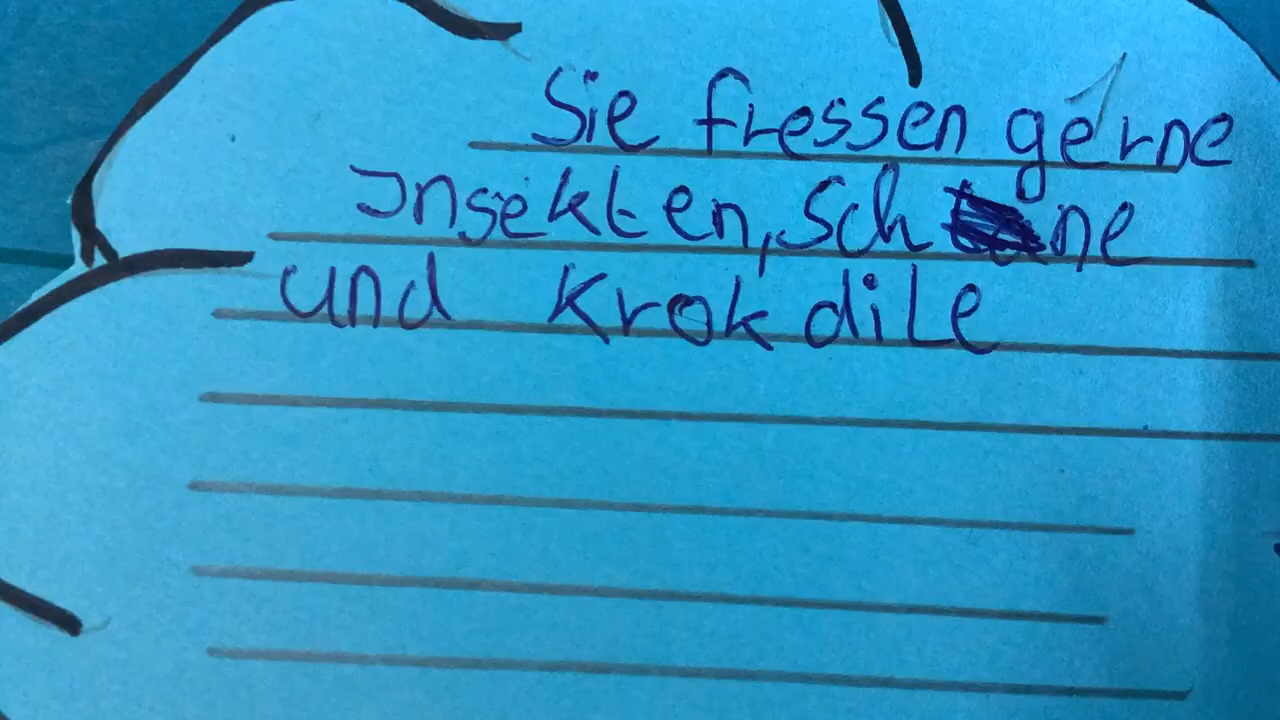 Sie fressen gerne
Insekten,
und Krokdile